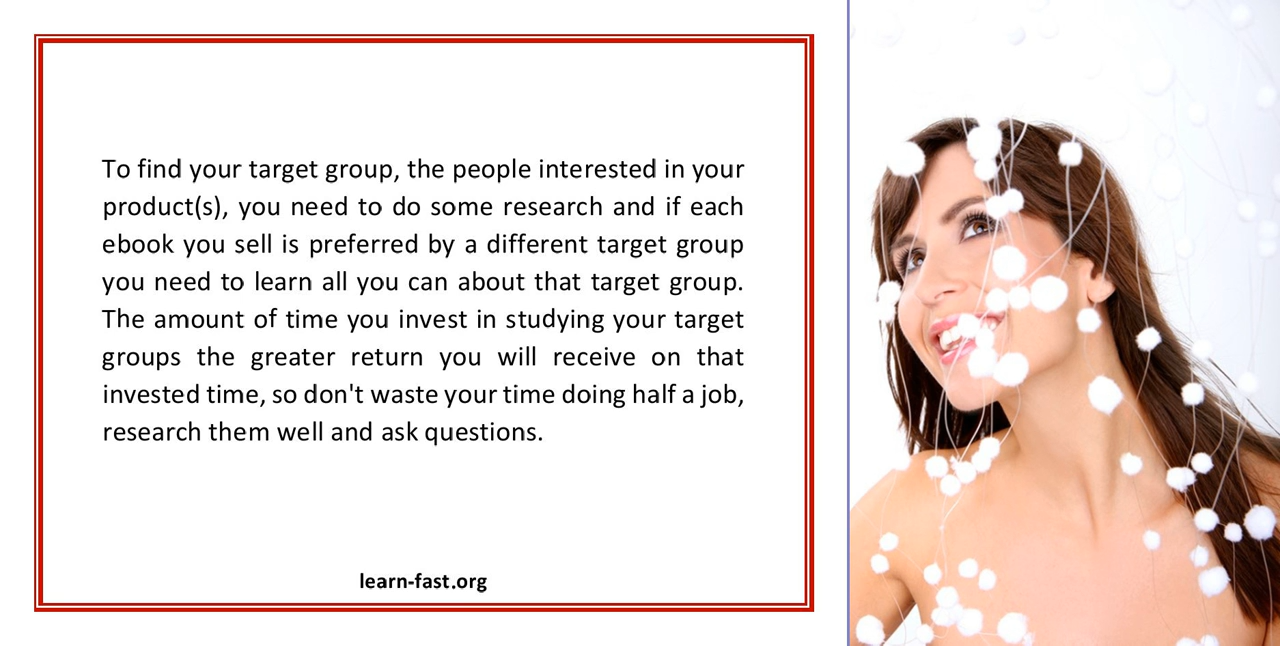 To find your target group, the people interested in your
product(s), you need to do some research and if each
ebook you sell is preferred by a different target group
you need to learn all you can about that target group.
The amount of time you invest in studying your target
groups the greater return you will receive on that
invested time, so don't waste your time doing half a job,
research them well and ask questions.
learn-fast.org